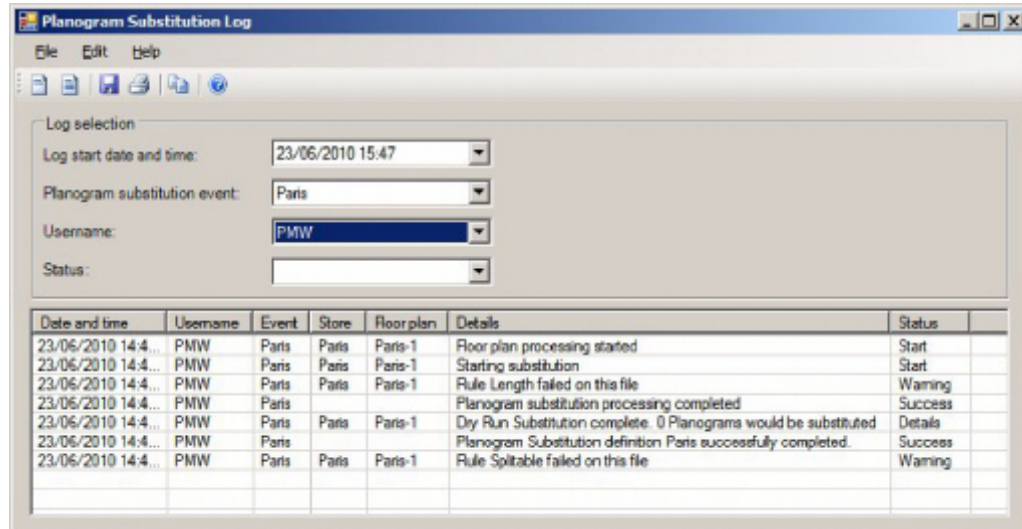 Planogram Substitution Log
File Edit Help
Log selection
Log start date and time: 23/06/2010 15:47
Planogram substitution event: Paris
Username: PMW
Status:
Date and time Username Event Store Floor plan Details Status
23/06/2010 14:4... PMW Paris Paris Paris-1 Floor plan processing started Start
23/06/2010 14:4... PMW Paris Paris Paris-1 Starting substitution Start
23/06/2010 14:4... PMW Paris Paris Paris-1 Rule Length failed on this file Warning
23/06/2010 14:4... PMW Paris Planogram substitution processing completed Success
23/06/2010 14:4... PMW Paris Paris Paris-1 Dry Run Substitution complete. 0 Planograms would be substituted Details
23/06/2010 14:4... PMW Paris Planogram Substitution definition Paris successfully completed. Success
23/06/2010 14:4... PMW Paris Paris Paris-1 Rule Splitable failed on this file Warning